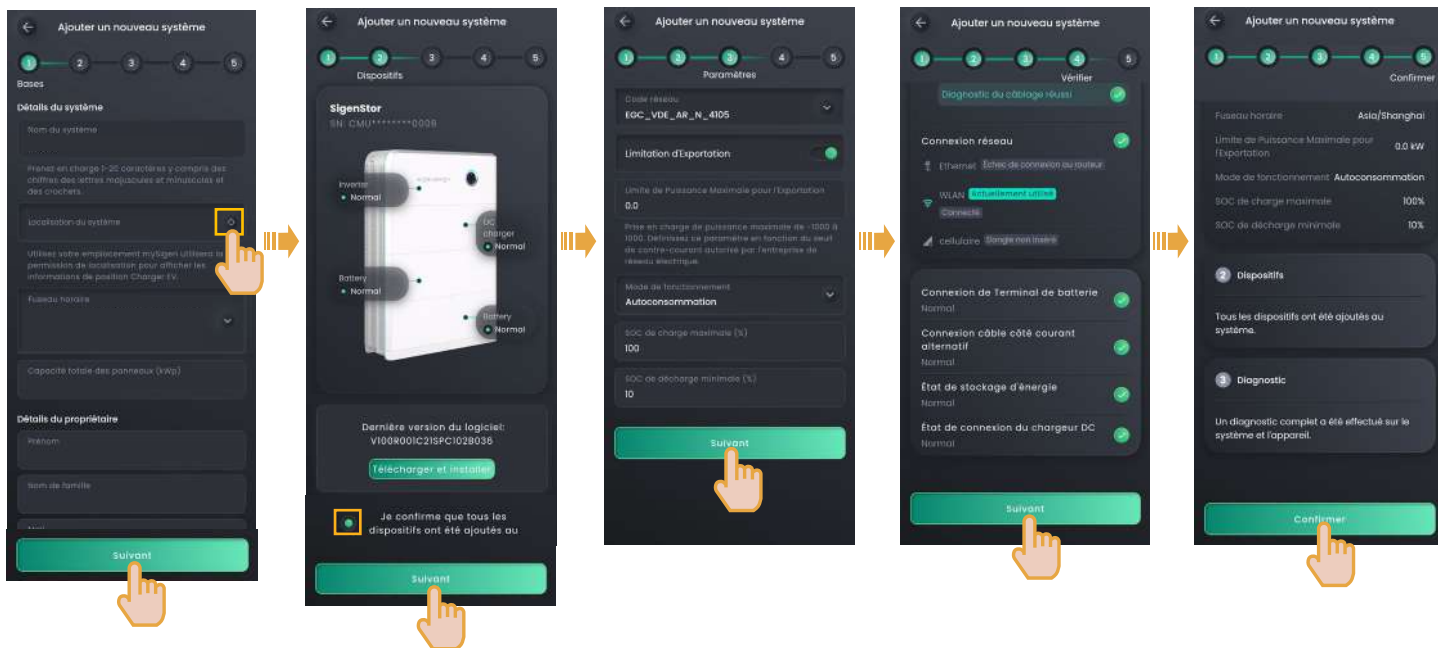 Ajouter un nouveau système
1
2
3
4
5
Bases
Détails du système
Nom du système
Prenez en charge 1-20 caractères y compris des
chiffres des lettres majuscules et minuscules et
des crochets.
Localisation du système
Utilisez votre emplacement mySigen utilisera la
permission de localisation pour afficher les
informations de position Charger EV.
Fuseau horaire
Capacité totale des panneaux (kWp)
Détails du propriétaire
Prénom
Nom de famille
Suivant
Ajouter un nouveau système
1
2
3
4
5
Dispositifs
SigenStor
SN: CMU********0006
Inverter
Normal
DC
charger
Normal
Battery
Normal
Battery
Normal
Dernière version du logiciel:
V100R001C21SPC102B036
Télécharger et installer
Je confirme que tous les
dispositifs ont été ajoutés au
Suivant
Ajouter un nouveau système
1
2
3
4
5
Paramètres
Code réseau
EGC_VDE_AR_N_4105
Limitation d'Exportation
Limite de Puissance Maximale pour l'Exportation
0.0
Prise en charge de puissance maximale de -1000 à
1000. Définissez ce paramètre en fonction du seuil
de contre-courant autorisé par l'entreprise de
réseau électrique.
Mode de fonctionnement
Autoconsommation
SOC de charge maximale (%)
100
SOC de décharge minimale (%)
10
Suivant
Ajouter un nouveau système
1
2
3
4
5
Vérifier
Diagnostic du câblage réussi
Connexion réseau
Ethernet Echec de connexion au routeur
WLAN Actuellement utilisé
Connecté
cellulaire Dongle non inséré
Connexion de Terminal de batterie
Normal
Connexion câble côté courant
alternatif
Normal
État de stockage d'énergie
Normal
État de connexion du chargeur DC
Normal
Suivant
Ajouter un nouveau système
1
2
3
4
5
Confirmer
Fuseau horaire Asia/Shanghai
Limite de Puissance Maximale pour
l'Exportation 0.0 kW
Mode de fonctionnement Autoconsommation
SOC de charge maximale 100%
SOC de décharge minimale 10%
2 Dispositifs
Tous les dispositifs ont été ajoutés au
système.
3 Diagnostic
Un diagnostic complet a été effectué sur le
système et l'appareil.
Confirmer